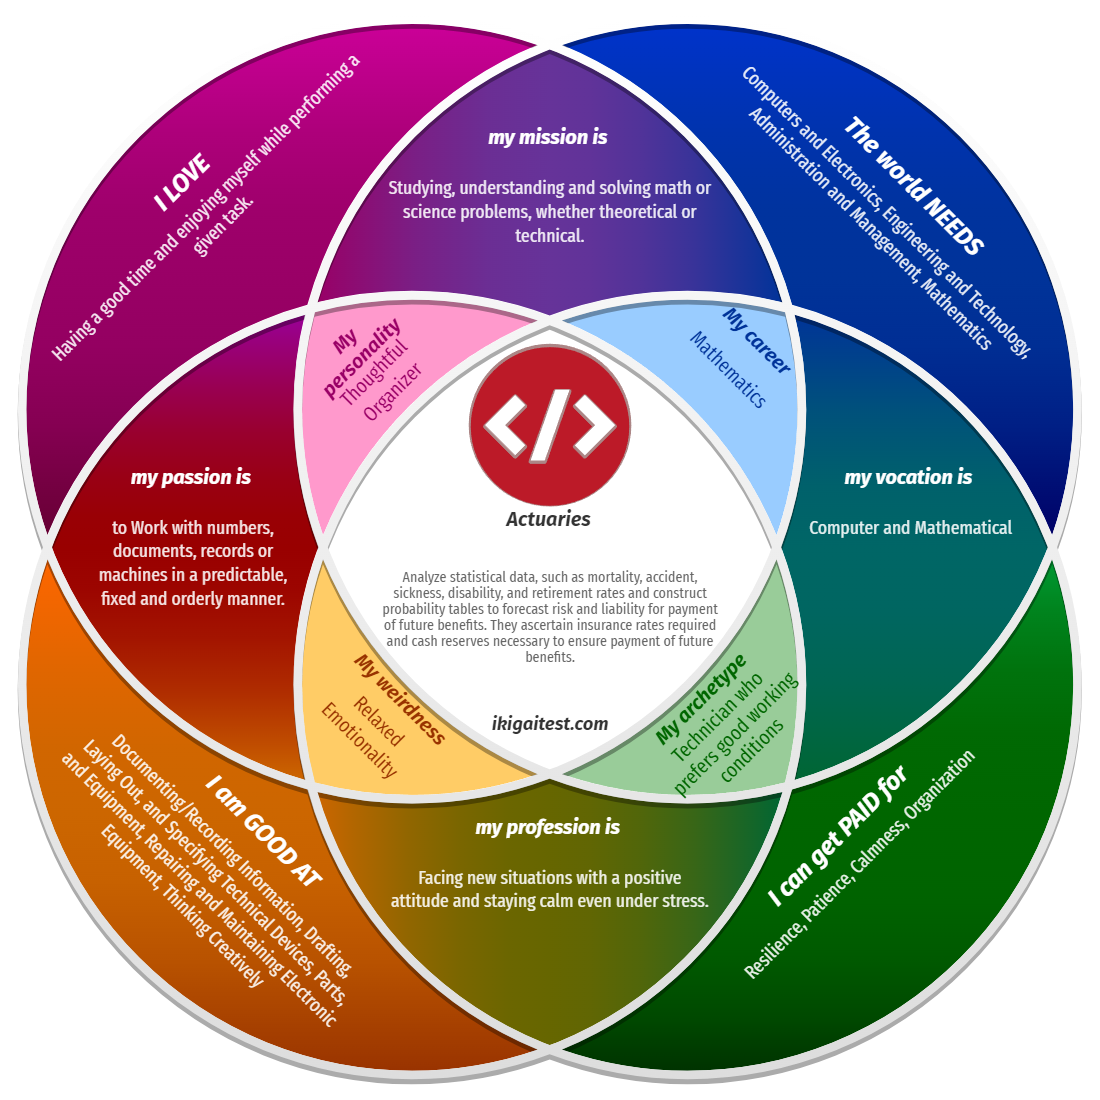 I LOVE
Having a good time and enjoying myself while performing a
given task.
my mission is
Studying, understanding and solving math or
science problems, whether theoretical or
technical.
The world NEEDS
Computers and Electronics, Engineering and Technology,
Administration and Management, Mathematics
My
personality
Thoughtful
Organizer
My career
Mathematics
</>
Actuaries
Analyze statistical data, such as mortality, accident,
sickness, disability, and retirement rates and construct
probability tables to forecast risk and liability for payment
of future benefits. They ascertain insurance rates required
and cash reserves necessary to ensure payment of future
benefits.
ikigaitest.com
my passion is
to Work with numbers,
documents, records or
machines in a predictable,
fixed and orderly manner.
my vocation is
Computer and Mathematical
My weirdness
Relaxed
Emotionality
My archetype
Technician who
prefers good working
conditions
I am GOOD AT
Documenting/Recording Information, Drafting,
Laying Out, and Specifying Technical Devices, Parts,
and Equipment, Repairing and Maintaining Electronic
Equipment, Thinking Creatively
my profession is
Facing new situations with a positive
attitude and staying calm even under stress.
I can get PAID for
Resilience, Patience, Calmness, Organization